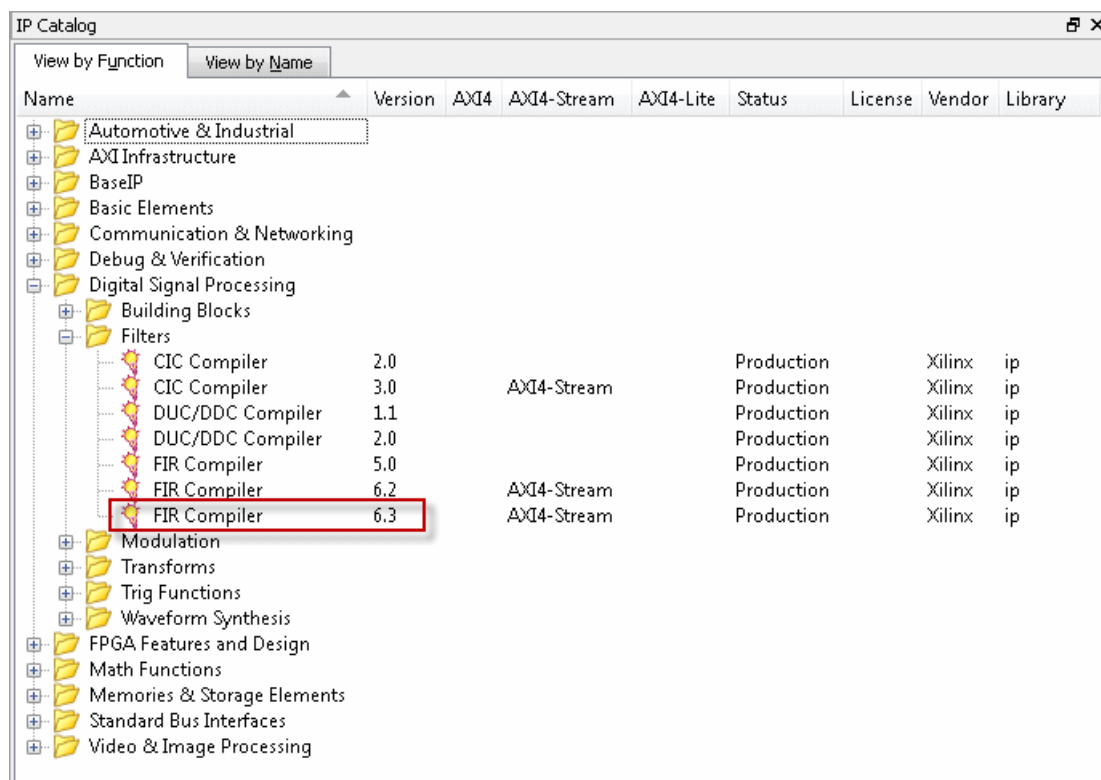 IP Catalog
View by Function View by Name
Name Version AXI4 AXI4-Stream AXI4-Lite Status License Vendor Library
Automotive & Industrial
AXI Infrastructure
BaseIP
Basic Elements
Communication & Networking
Debug & Verification
Digital Signal Processing
Building Blocks
Filters
CIC Compiler 2.0 Production Xilinx ip
CIC Compiler 3.0 AXI4-Stream Production Xilinx ip
DUC/DDC Compiler 1.1 Production Xilinx ip
DUC/DDC Compiler 2.0 Production Xilinx ip
FIR Compiler 5.0 Production Xilinx ip
FIR Compiler 6.2 AXI4-Stream Production Xilinx ip
FIR Compiler 6.3 AXI4-Stream Production Xilinx ip
Modulation
Transforms
Trig Functions
Waveform Synthesis
FPGA Features and Design
Math Functions
Memories & Storage Elements
Standard Bus Interfaces
Video & Image Processing